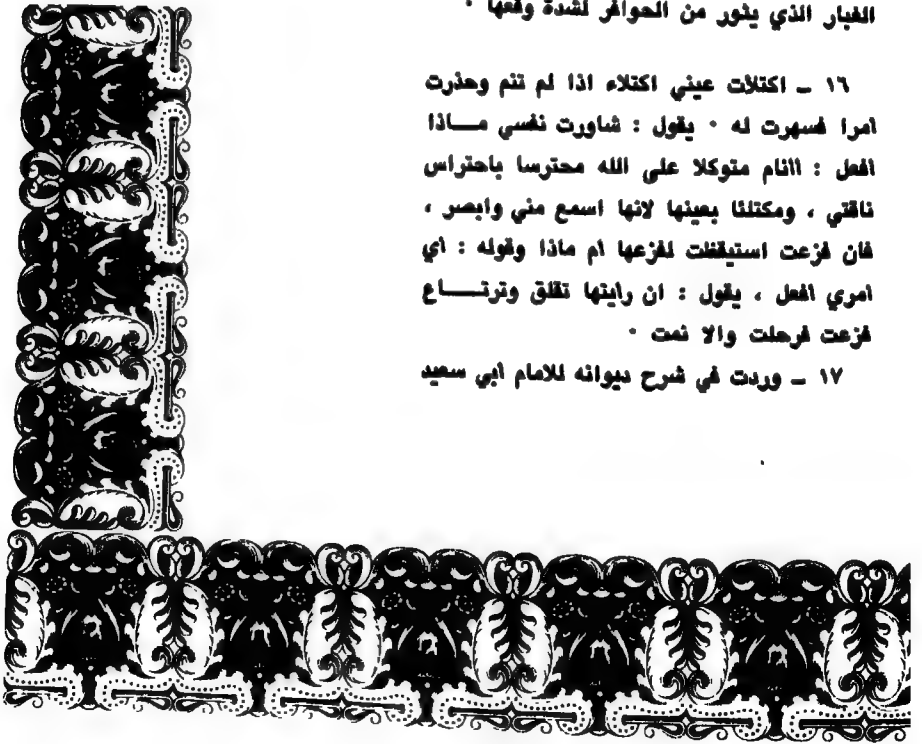 الغبار الذي يثور من الحوافر لشدة وقعها ·
١٦ ـ اكتلأت عيني اكتلاء اذا لم تنم وحذرت
امرا فسهرت له · يقول : شاورت نفسي مــاذا
افعل : اانام متوكلا على الله محترسا باحتراس
ناقتي ، ومكتلئا بعينها لانها اسمع مني وابصر ،
فان فزعت استيقظت لفزعها ام ماذا وقوله : اي
امري افعل ، يقول : ان رايتها تقلق وترتــــاع
فزعت فرحلت والا نمت ·
١٧ ـ وردت في شرح ديوانه للامام ابي سعيد